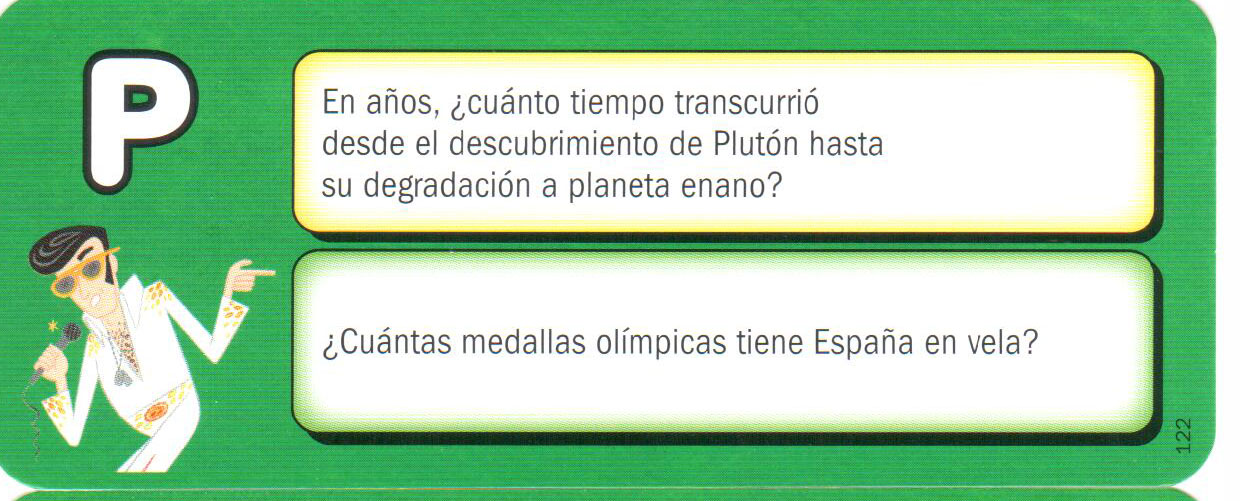 P
En años, ¿cuánto tiempo transcurrió
desde el descubrimiento de Plutón hasta
su degradación a planeta enano?
¿Cuántas medallas olímpicas tiene España en vela?
122